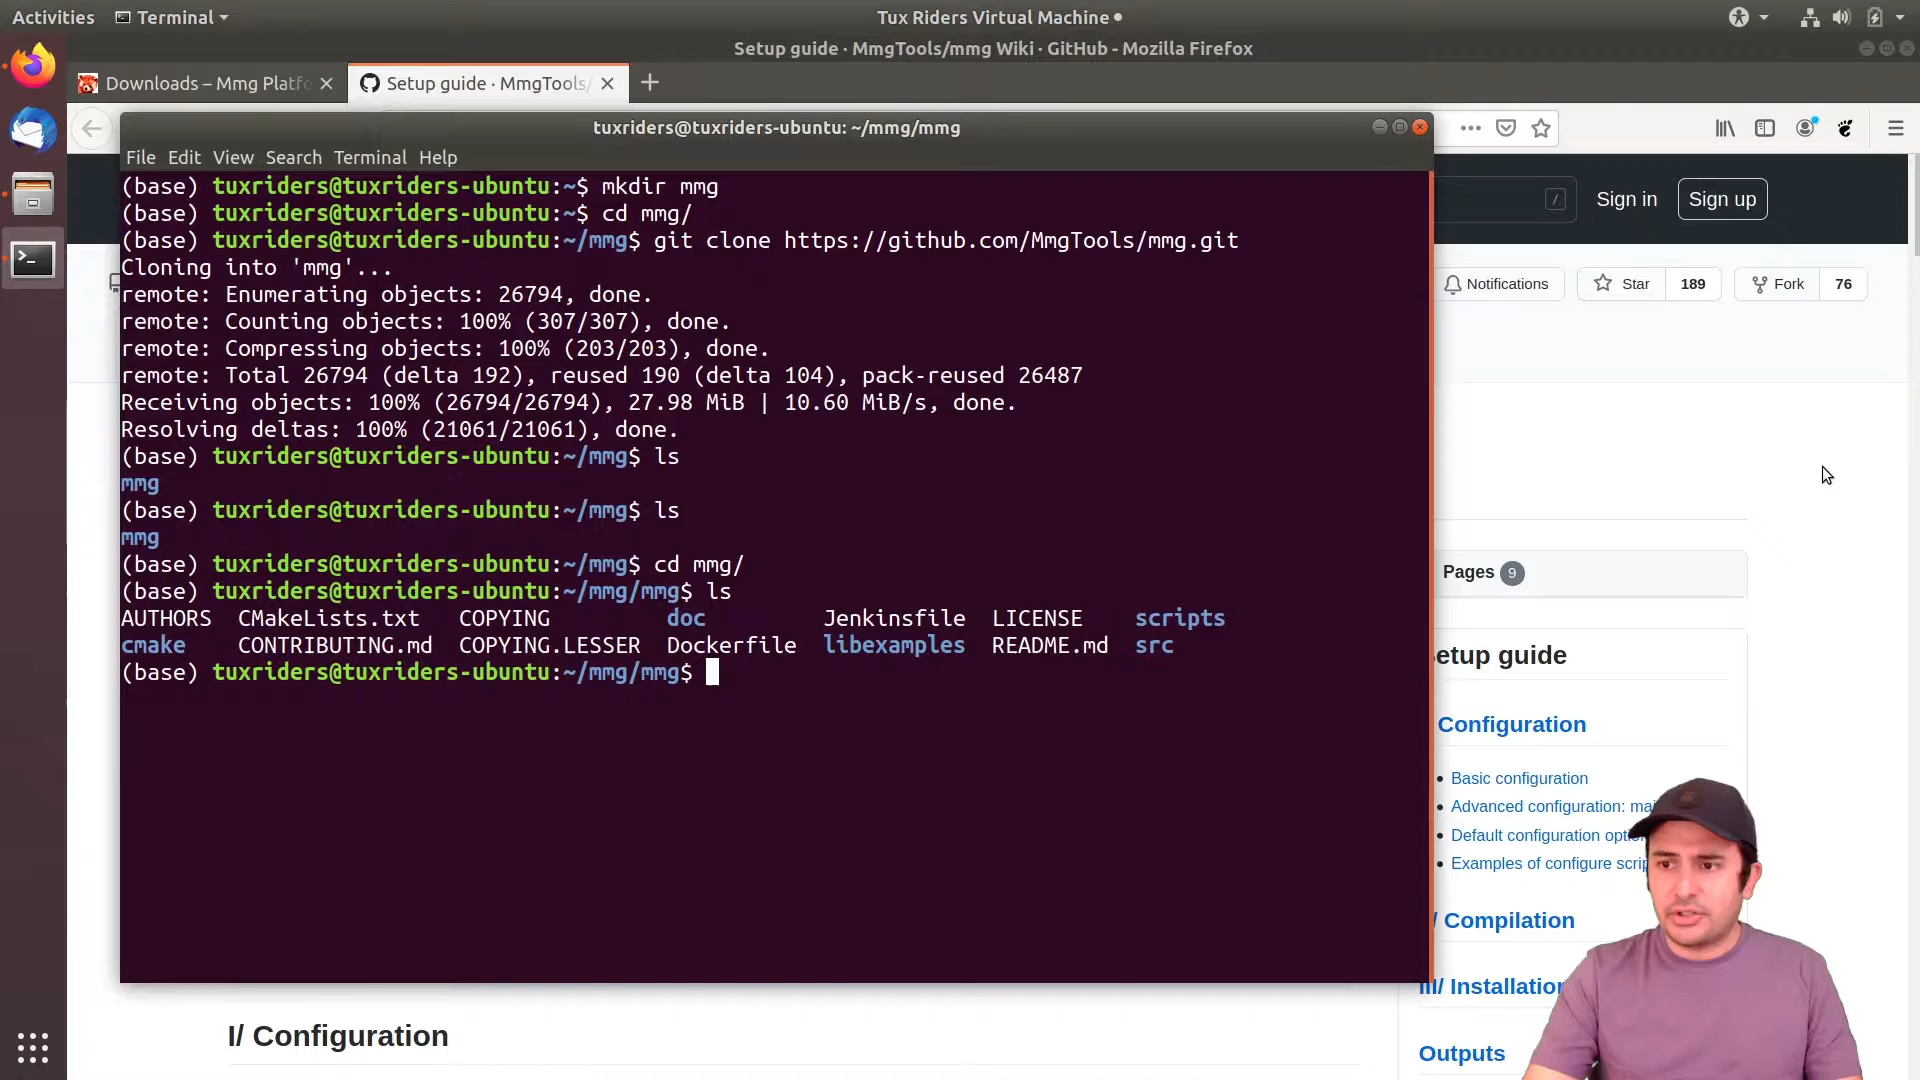 Activities
Terminal
Tux Riders Virtual Machine
Setup guide · MmgTools/mmg Wiki · GitHub - Mozilla Firefox
Downloads – Mmg Platfo
Setup guide · MmgTools/
tuxriders@tuxriders-ubuntu: ~/mmg/mmg
File Edit View Search Terminal Help
(base) tuxriders@tuxriders-ubuntu:~$ mkdir mmg
(base) tuxriders@tuxriders-ubuntu:~$ cd mmg/
(base) tuxriders@tuxriders-ubuntu:~/mmg$ git clone https://github.com/MmgTools/mmg.git
Cloning into 'mmg'...
remote: Enumerating objects: 26794, done.
remote: Counting objects: 100% (307/307), done.
remote: Compressing objects: 100% (203/203), done.
remote: Total 26794 (delta 192), reused 190 (delta 104), pack-reused 26487
Receiving objects: 100% (26794/26794), 27.98 MiB | 10.60 MiB/s, done.
Resolving deltas: 100% (21061/21061), done.
(base) tuxriders@tuxriders-ubuntu:~/mmg$ ls
mmg
(base) tuxriders@tuxriders-ubuntu:~/mmg$ ls
mmg
(base) tuxriders@tuxriders-ubuntu:~/mmg$ cd mmg/
(base) tuxriders@tuxriders-ubuntu:~/mmg/mmg$ ls
AUTHORS CMakeLists.txt COPYING doc Jenkinsfile LICENSE scripts
cmake CONTRIBUTING.md COPYING.LESSER Dockerfile libexamples README.md src
(base) tuxriders@tuxriders-ubuntu:~/mmg/mmg$
/
Sign in
Sign up
Notifications
Star 189
Fork 76
Pages 9
etup guide
Configuration
Basic configuration
Advanced configuration: mai
Default configuration optio
Examples of configure scrip
/ Compilation
III/ Installation
Outputs
I/ Configuration